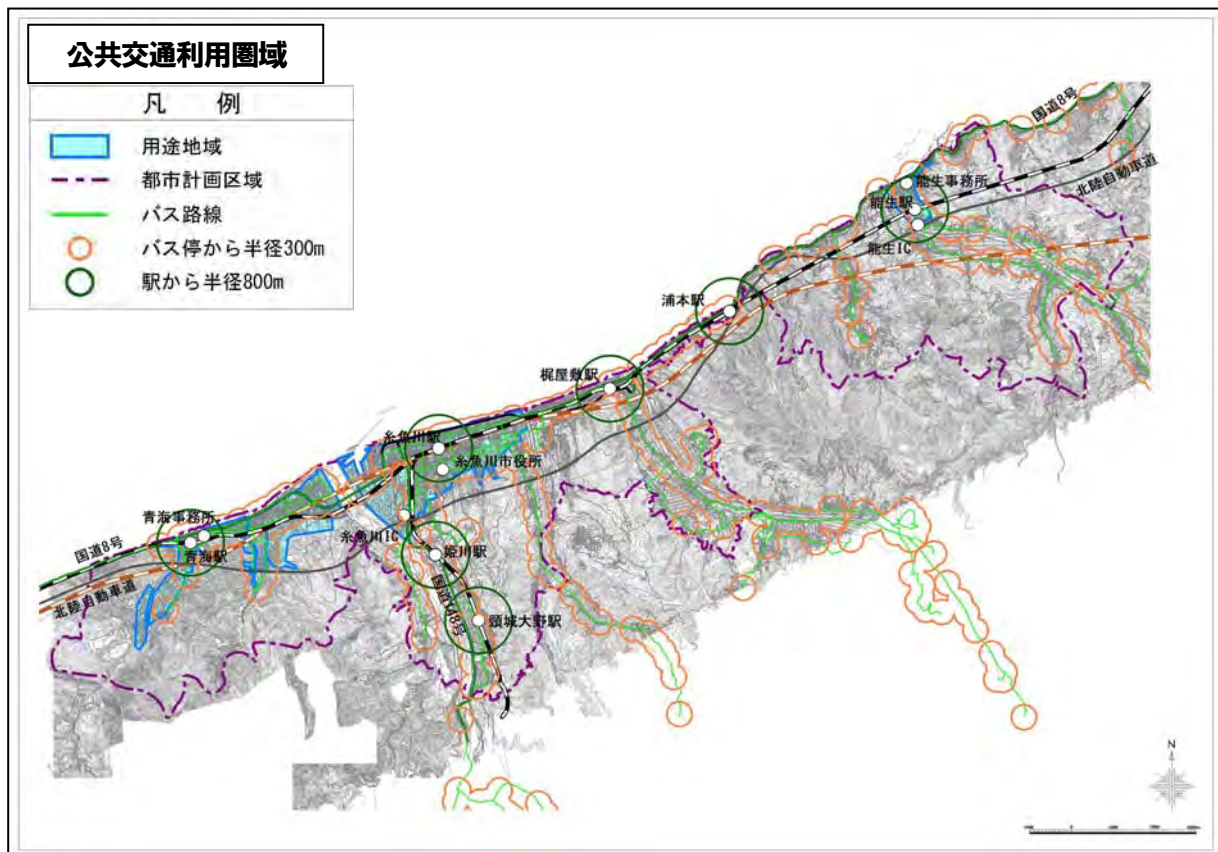 公共交通利用圏域
凡 例
用途地域
都市計画区域
バス路線
バス停から半径300m
駅から半径800m
国道8号
北陸自動車道
能生事務所
能生駅
能生IC
浦本駅
梶屋敷駅
糸魚川駅
糸魚川市役所
青海事務所
青海駅
糸魚川IC
姫川駅
国道8号
北陸自動車道
国道148号
頸城大野駅
N